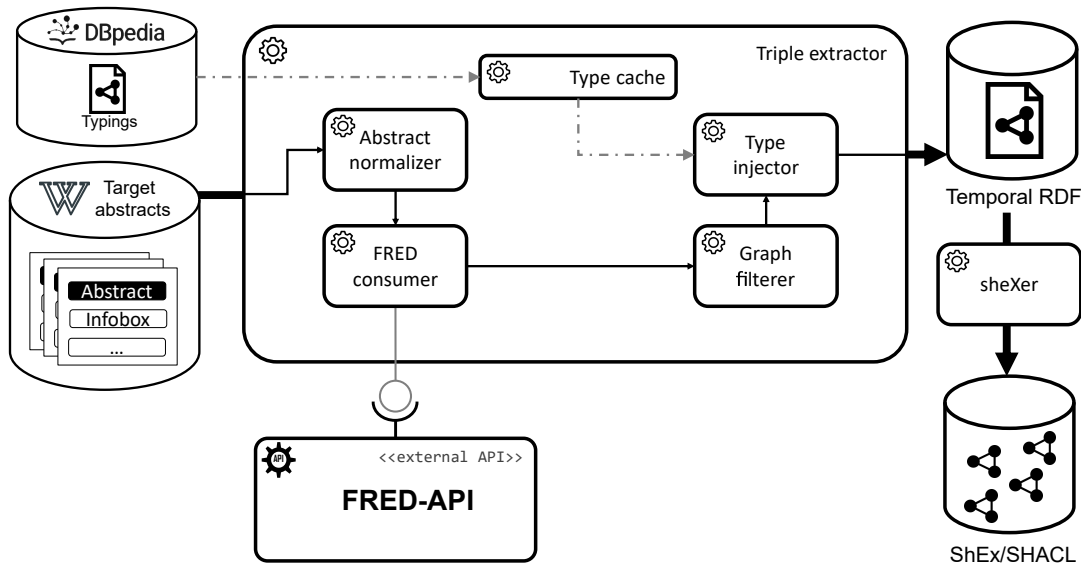 DBpedia
Typings
Target
abstracts
Abstract
Infobox
...
Triple extractor
Type cache
Abstract
normalizer
Type
injector
FRED
consumer
Graph
filterer
API
<<external API>>
FRED-API
Temporal RDF
sheXer
ShEx/SHACL